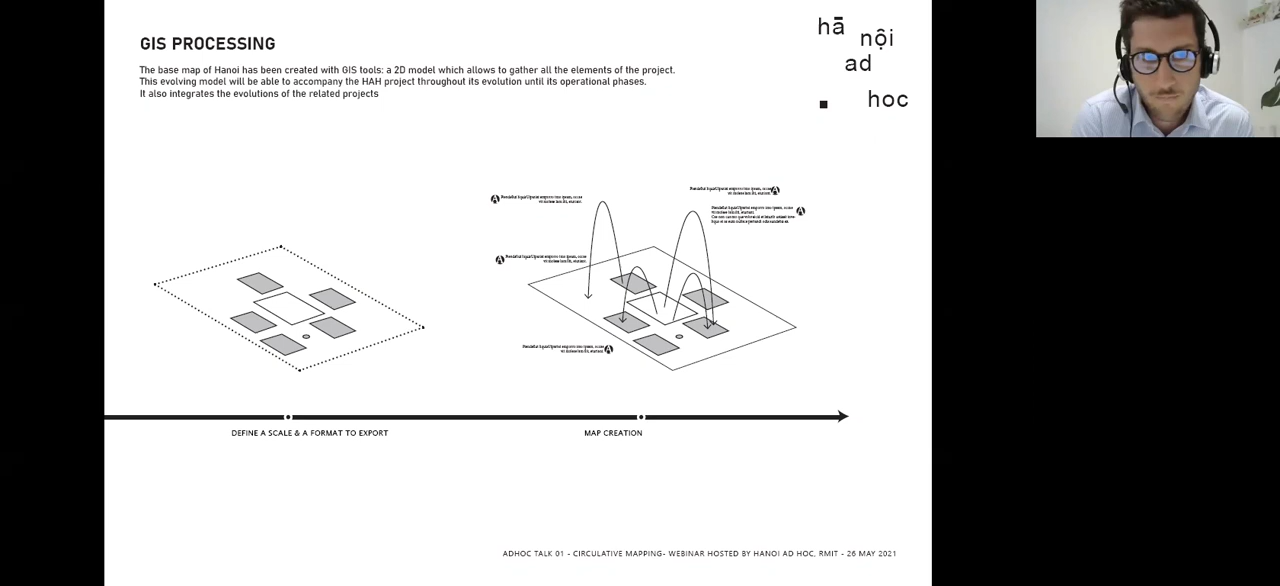 GIS PROCESSING
The base map of Hanoi has been created with GIS tools: a 2D model which allows to gather all the elements of the project.
This evolving model will be able to accompany the HAH project throughout its evolution until its operational phases.
It also integrates the evolutions of the related projects
hā
nội
ad
hoc
A
A
A
A
A
DEFINE A SCALE & A FORMAT TO EXPORT
MAP CREATION
ADHOC TALK 01 - CIRCULATIVE MAPPING- WEBINAR HOSTED BY HANOI AD HOC, RMIT - 26 MAY 2021